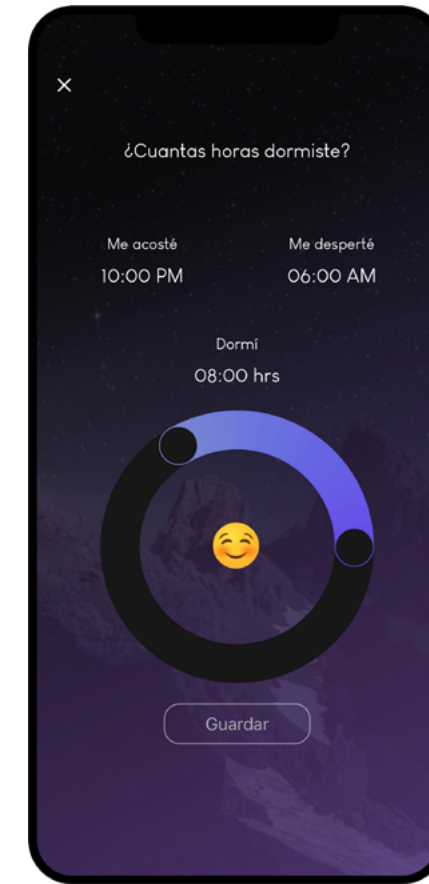 ¿Cuantas horas dormiste?
Me acosté Me desperté
10:00 PM 06:00 AM
Dormí
08:00 hrs
Guardar